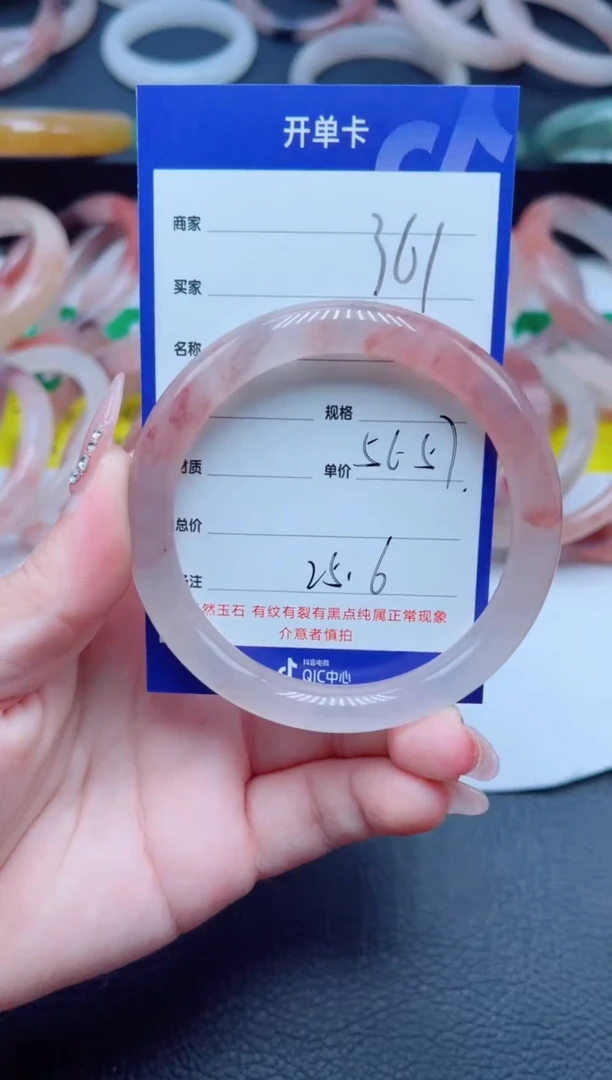 开单卡
商家
361
买家
名称
规格
材质 单价 56-57.
总价
备注 25.6
然玉石 有纹有裂有黑点纯属正常现象
介意者慎拍
抖音电商
QIC中心